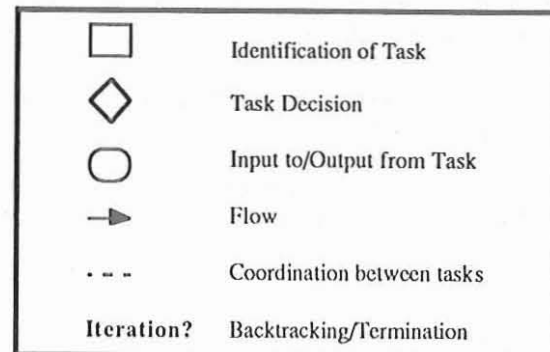 Identification of Task
Task Decision
Input to/Output from Task
Flow
Coordination between tasks
Iteration? Backtracking/Termination